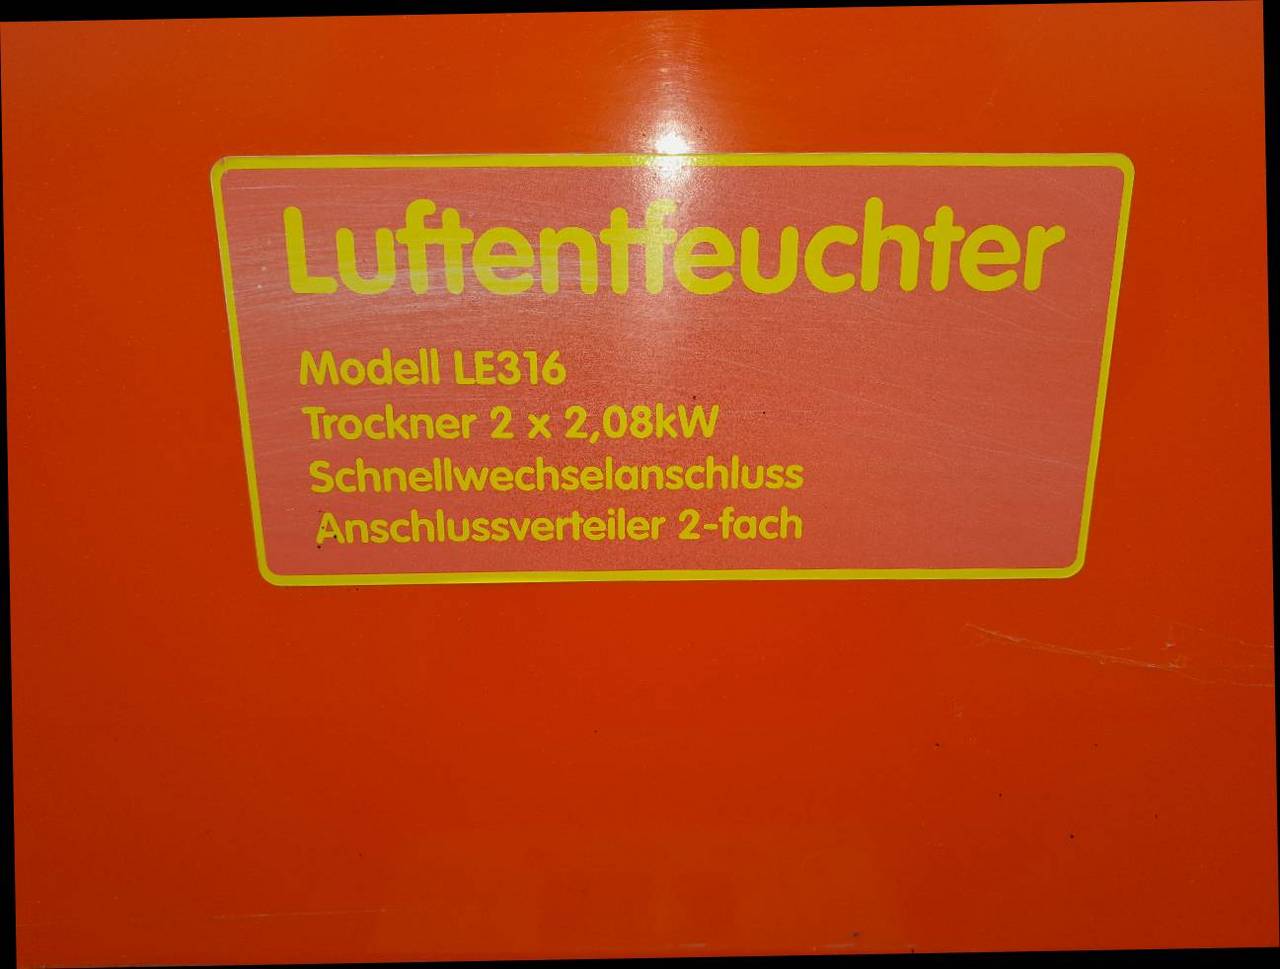 Luftentfeuchter
Modell LE316
Trockner 2 x 2,08kW
Schnellwechselanschluss
Anschlussverteiler 2-fach